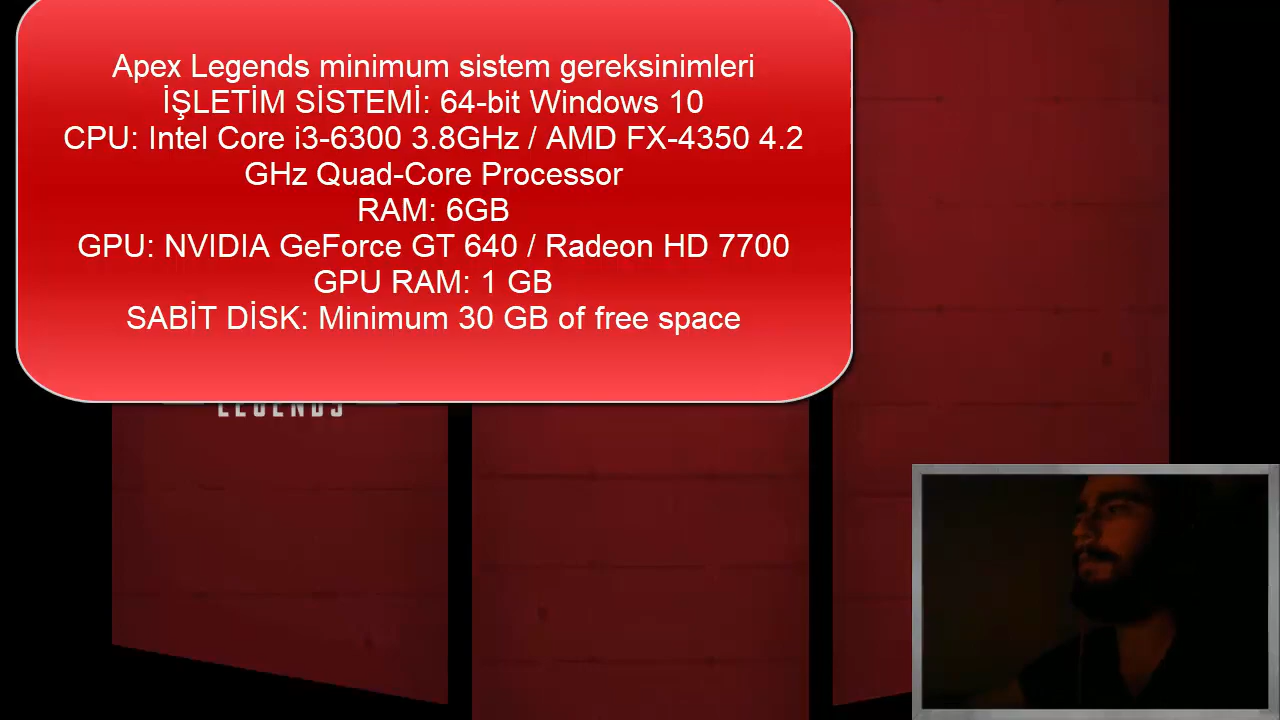 Apex Legends minimum sistem gereksinimleri
İŞLETİM SİSTEMİ: 64-bit Windows 10
CPU: Intel Core i3-6300 3.8GHz / AMD FX-4350 4.2
GHz Quad-Core Processor
RAM: 6GB
GPU: NVIDIA GeForce GT 640 / Radeon HD 7700
GPU RAM: 1 GB
SABİT DİSK: Minimum 30 GB of free space
LEGENDS